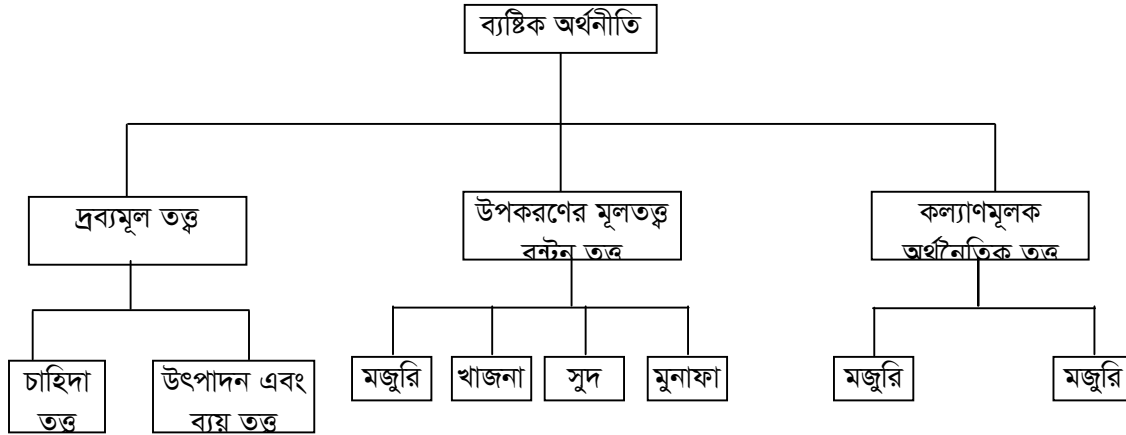 ব্যষ্টিক অর্থনীতি
দ্রব্যমূল তত্ত্ব
উপকরণের মূলতত্ত্ব
বন্টন তত্ত্ব
কল্যাণমূলক
অর্থনৈতিক তত্ত্ব
চাহিদা
তত্ত্ব
উৎপাদন এবং
ব্যয় তত্ত্ব
মজুরি
খাজনা
সুদ
মুনাফা
মজুরি
মজুরি